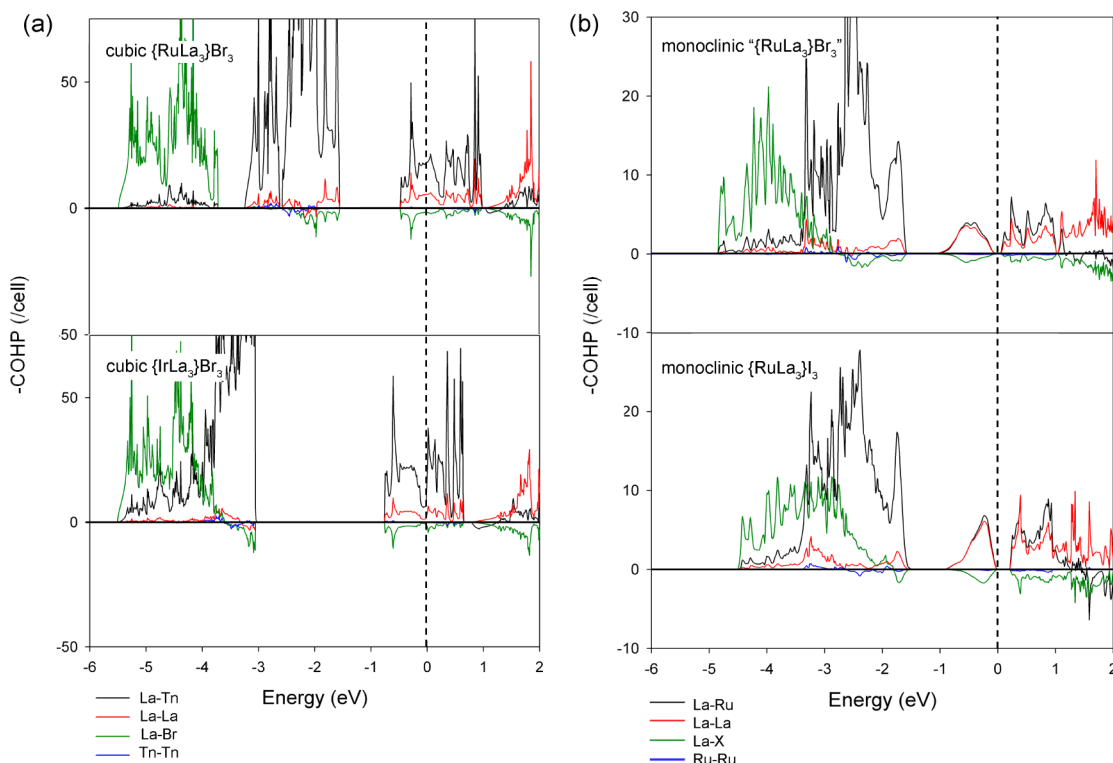 (a)
cubic {RuLa3}Br3
50
0
-COHP (/cell)
50
cubic {IrLa3}Br3
50
0
-50
-6 -5 -4 -3 -2 -1 0 1 2
Energy (eV)
La-Tn
La-La
La-Br
Tn-Tn
(b)
30
monoclinic “{RuLa3}Br3”
20
10
0
-10
-COHP (/cell)
monoclinic {RuLa3}I3
20
10
0
-10
-6 -5 -4 -3 -2 -1 0 1 2
Energy (eV)
La-Ru
La-La
La-X
Ru-Ru